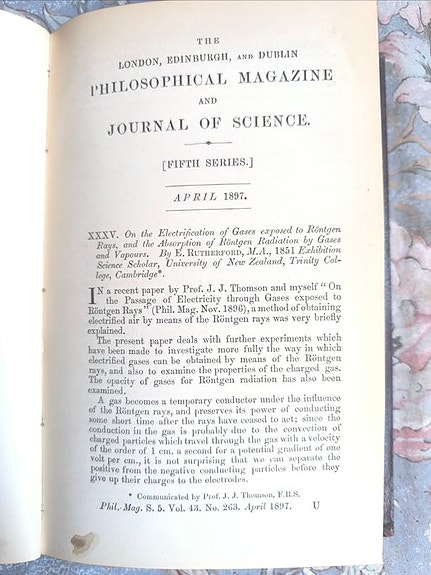 THE
LONDON, EDINBURGH, AND DUBLIN
PHILOSOPHICAL MAGAZINE
AND
JOURNAL OF SCIENCE.
[FIFTH SERIES.]
APRIL 1897.
XXXV. On the Electrification of Gases exposed to Röntgen
Rays, and the Absorption of Röntgen Radiation by Gases
and Vapours. By E. RUTHERFORD, M.A., 1851 Exhibition
Science Scholar, University of New Zealand, Trinity Col-
lege, Cambridge*.
IN a recent paper by Prof. J. J. Thomson and myself "On
the Passage of Electricity through Gases exposed to
Röntgen Rays" (Phil. Mag. Nov. 1896), a method of obtaining
electrified air by means of the Röntgen rays was very briefly
explained.
The present paper deals with further experiments which
have been made to investigate more fully the way in which
electrified gases can be obtained by means of the Röntgen
rays, and also to examine the properties of the charged gas.
The opacity of gases for Röntgen radiation has also been
examined.
A gas becomes a temporary conductor under the influence
of the Röntgen rays, and preserves its power of conducting
some short time after the rays have ceased to act; since the
conduction in the gas is probably due to the convection of
charged particles which travel through the gas with a velocity
of the order of 1 cm. a second for a potential gradient of one
volt per cm., it is not surprising that we can separate the
positive from the negative conducting particles before they
give up their charges to the electrodes.
* Communicated by Prof. J. J. Thomson, F.R.S.
Phil. Mag. S. 5. Vol. 43. No. 263. April 1897. U